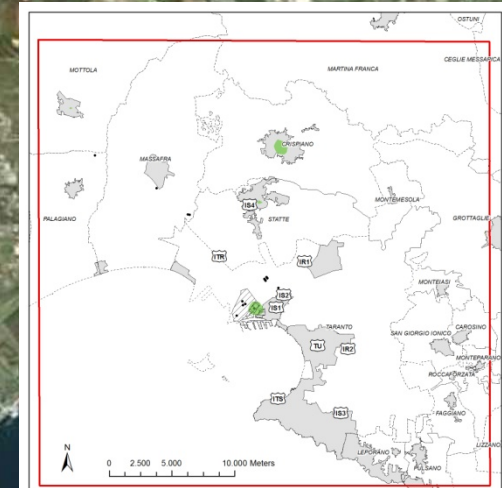 OSTUNI
CEGLIE MESSAPICA
MOTTOLA
MARTINA FRANCA
CRISPIANO
MASSAFRA
MONTEMESOLA
PALAGIANO
IS4
STATTE
GROTTAGLIE
ITR
IR1
MONTEIASI
IS2
IS1
TARANTO
CAROSINO
SAN GIORGIO IONICO
TU
IR2
MONTEPARANO
ROCCAFORZATA
ITS
FAGGIANO
IS3
LIZZANO
LEPORANO
PULSANO
N
0 2.500 5.000 10.000 Meters